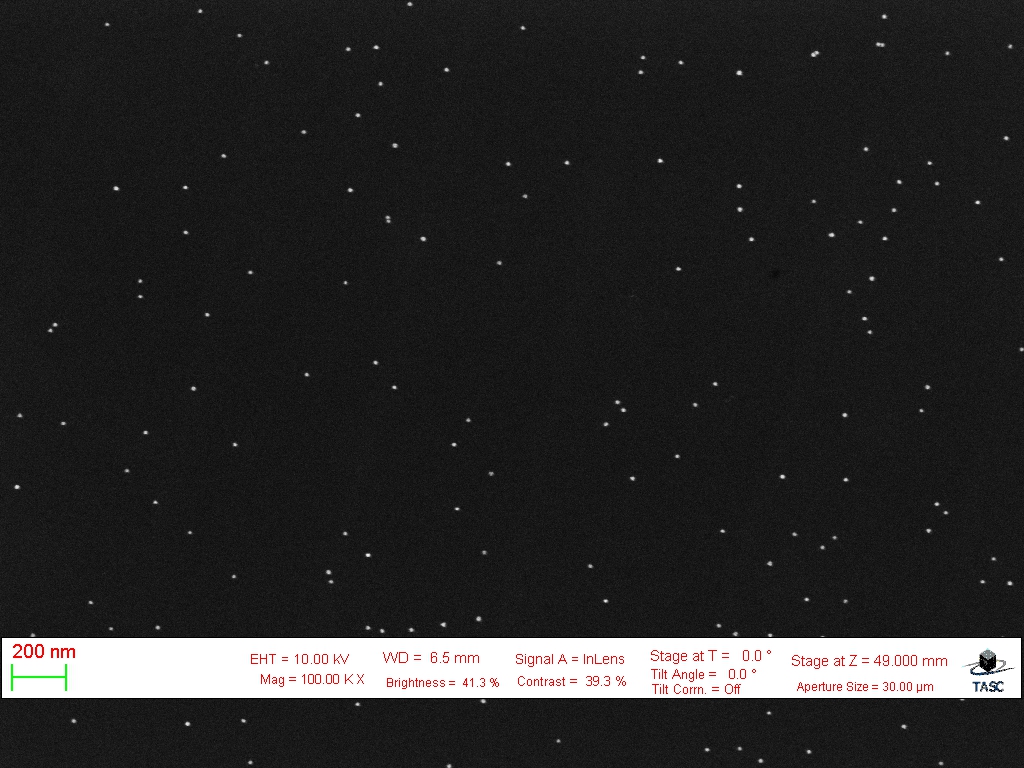 200 nm
EHT = 10.00 kV
Mag = 100.00 K X
WD = 6.5 mm
Brightness = 41.3 %
Signal A = InLens
Contrast = 39.3 %
Stage at T = 0.0 °
Tilt Angle = 0.0 °
Tilt Corrn. = Off
Stage at Z = 49.000 mm
Aperture Size = 30.00 µm
TASC